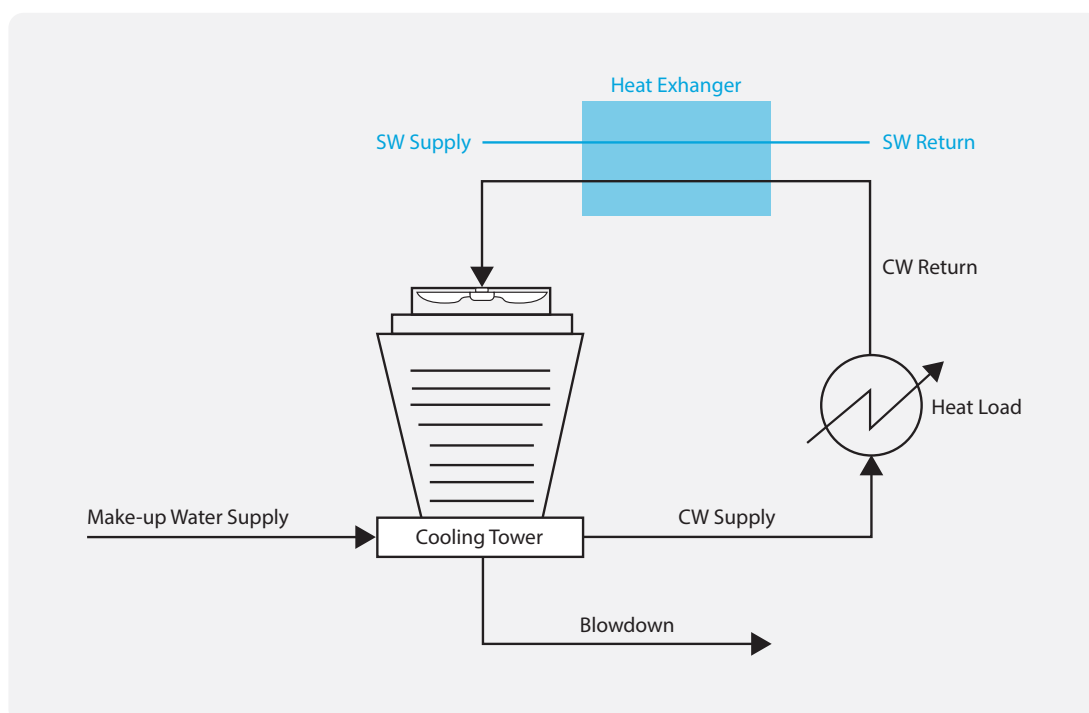 Heat Exhanger
SW Supply
SW Return
CW Return
Heat Load
Make-up Water Supply
CW Supply
Cooling Tower
Blowdown